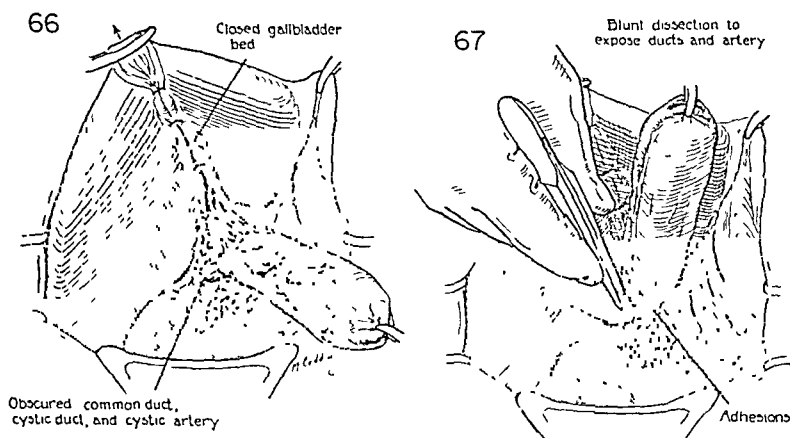 66
Closed gallbladder
bed
Obscured common duct,
cystic duct, and cystic artery
67
Blunt dissection to
expose ducts and artery
Adhesions